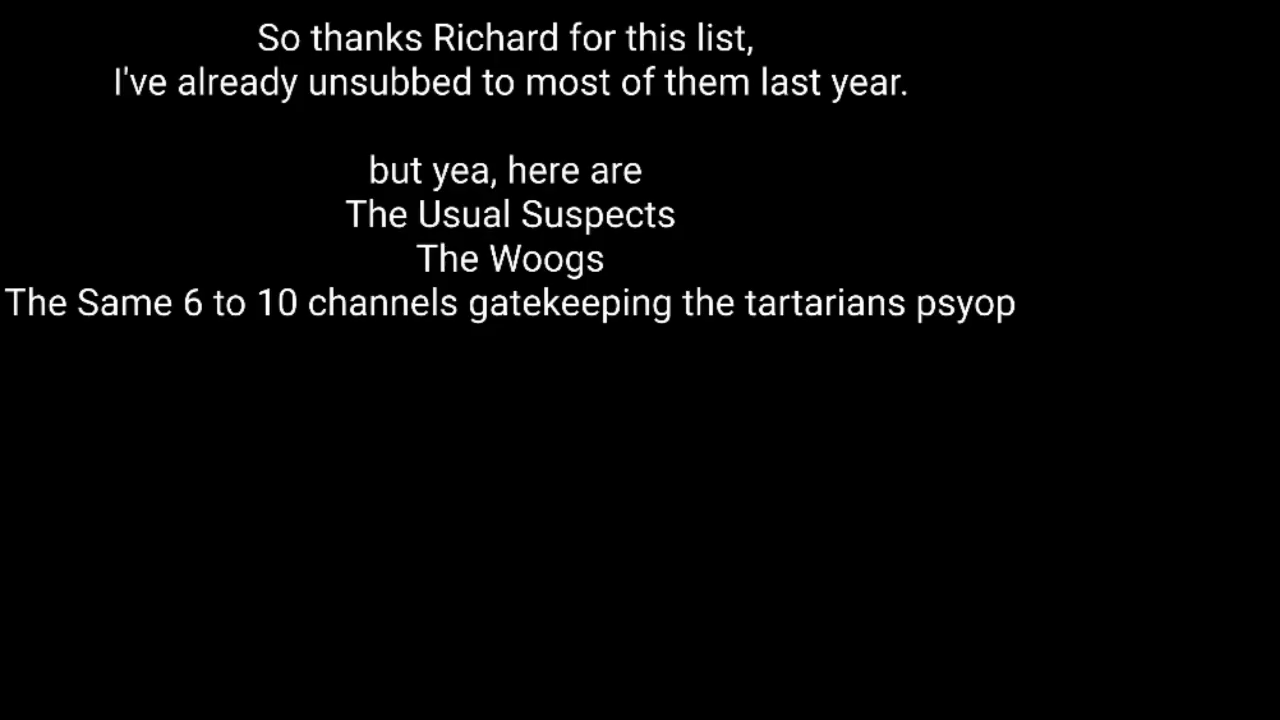 So thanks Richard for this list,
I've already unsubbed to most of them last year.
but yea, here are
The Usual Suspects
The Woogs
The Same 6 to 10 channels gatekeeping the tartarians psyop